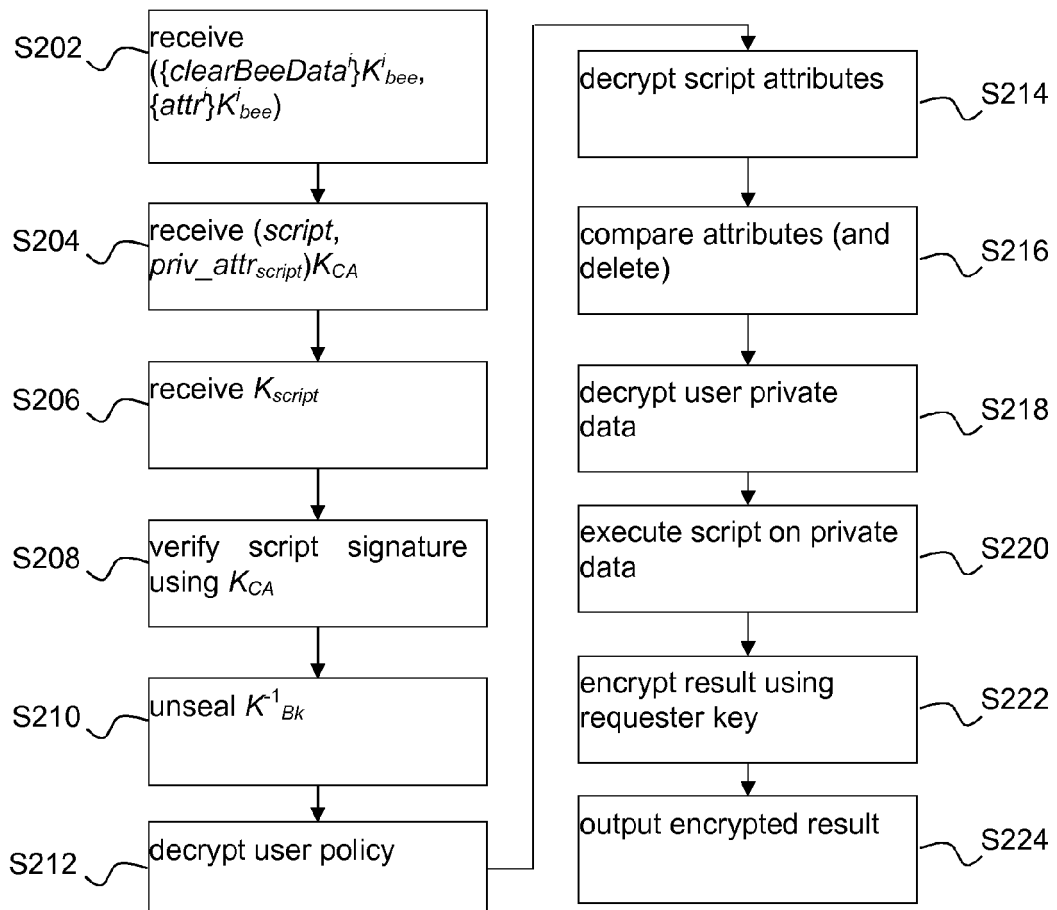 S202
receive
({clearBeeData^i}K^i_bee,
{attr^i}K^i_bee)
S204
receive (script,
priv_attr_script)K_CA
S206
receive K_script
S208
verify script signature
using K_CA
S210
unseal K^-1_Bk
S212
decrypt user policy
decrypt script attributes
S214
compare attributes (and
delete)
S216
decrypt user private
data
S218
execute script on private
data
S220
encrypt result using
requester key
S222
output encrypted result
S224